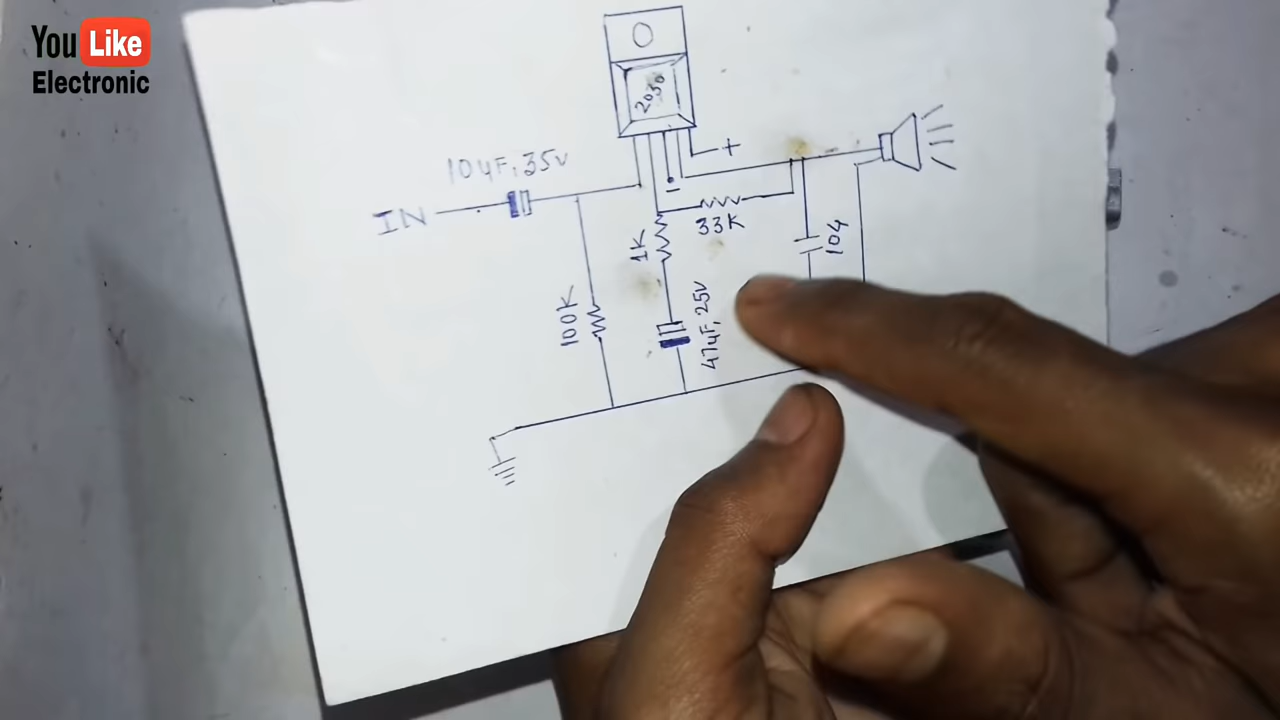 You Like
Electronic
2030
10uF, 35v
+
IN
-
33K
1K
104
100K
47uF, 25V